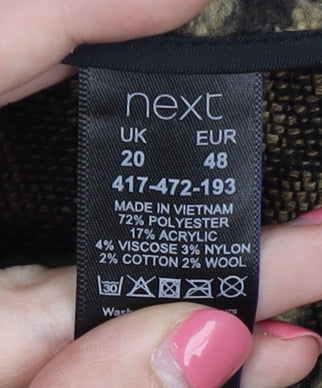 next
UK EUR
20 48
417-472-193
MADE IN VIETNAM
72% POLYESTER
17% ACRYLIC
4% VISCOSE 3% NYLON
2% COTTON 2% WOOL
30